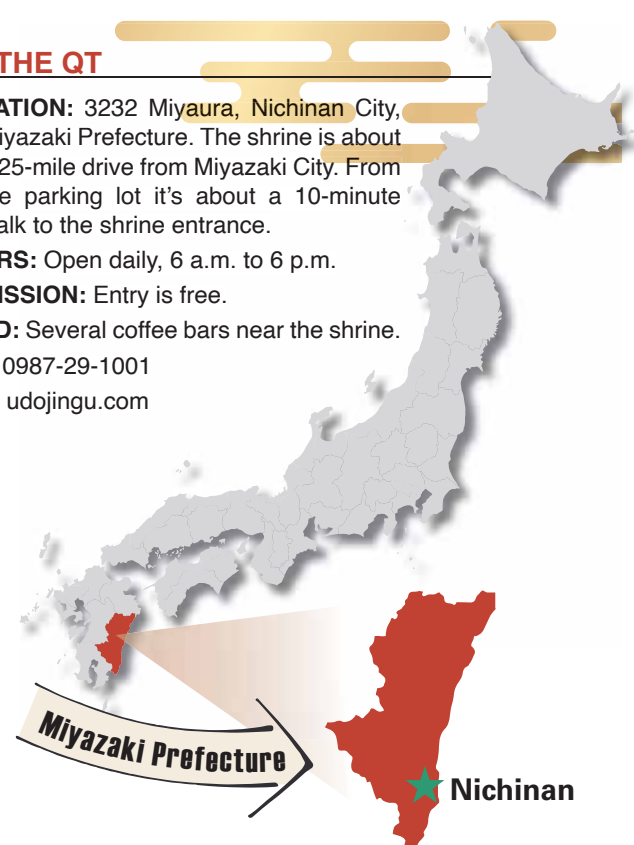 THE QT
ATION: 3232 Miyaura, Nichinan City,
iyazaki Prefecture. The shrine is about
25-mile drive from Miyazaki City. From
e parking lot it's about a 10-minute
alk to the shrine entrance.
RS: Open daily, 6 a.m. to 6 p.m.
ISSION: Entry is free.
D: Several coffee bars near the shrine.
0987-29-1001
udojingu.com
Miyazaki Prefecture
Nichinan